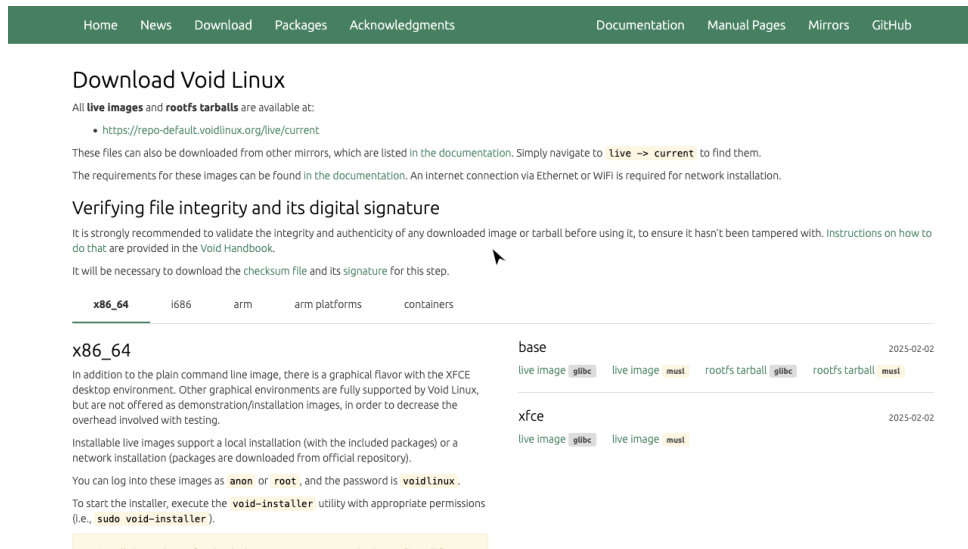 Home News Download Packages Acknowledgments Documentation Manual Pages Mirrors GitHub
Download Void Linux
All live images and rootfs tarballs are available at:
• https://repo-default.voidlinux.org/live/current
These files can also be downloaded from other mirrors, which are listed in the documentation. Simply navigate to live -> current to find them.
The requirements for these images can be found in the documentation. An internet connection via Ethernet or WiFi is required for network installation.
Verifying file integrity and its digital signature
It is strongly recommended to validate the integrity and authenticity of any downloaded image or tarball before using it, to ensure it hasn't been tampered with. Instructions on how to
do that are provided in the Void Handbook.
It will be necessary to download the checksum file and its signature for this step.
x86_64 i686 arm arm platforms containers
x86_64
In addition to the plain command line image, there is a graphical flavor with the XFCE
desktop environment. Other graphical environments are fully supported by Void Linux,
but are not offered as demonstration/installation images, in order to decrease the
overhead involved with testing.
Installable live images support a local installation (with the included packages) or a
network installation (packages are downloaded from official repository).
You can log into these images as anon or root, and the password is voidlinux.
To start the installer, execute the void-installer utility with appropriate permissions
(i.e., sudo void-installer).
base 2025-02-02
live image glibc live image musl rootfs tarball glibc rootfs tarball musl
xfce 2025-02-02
live image glibc live image musl